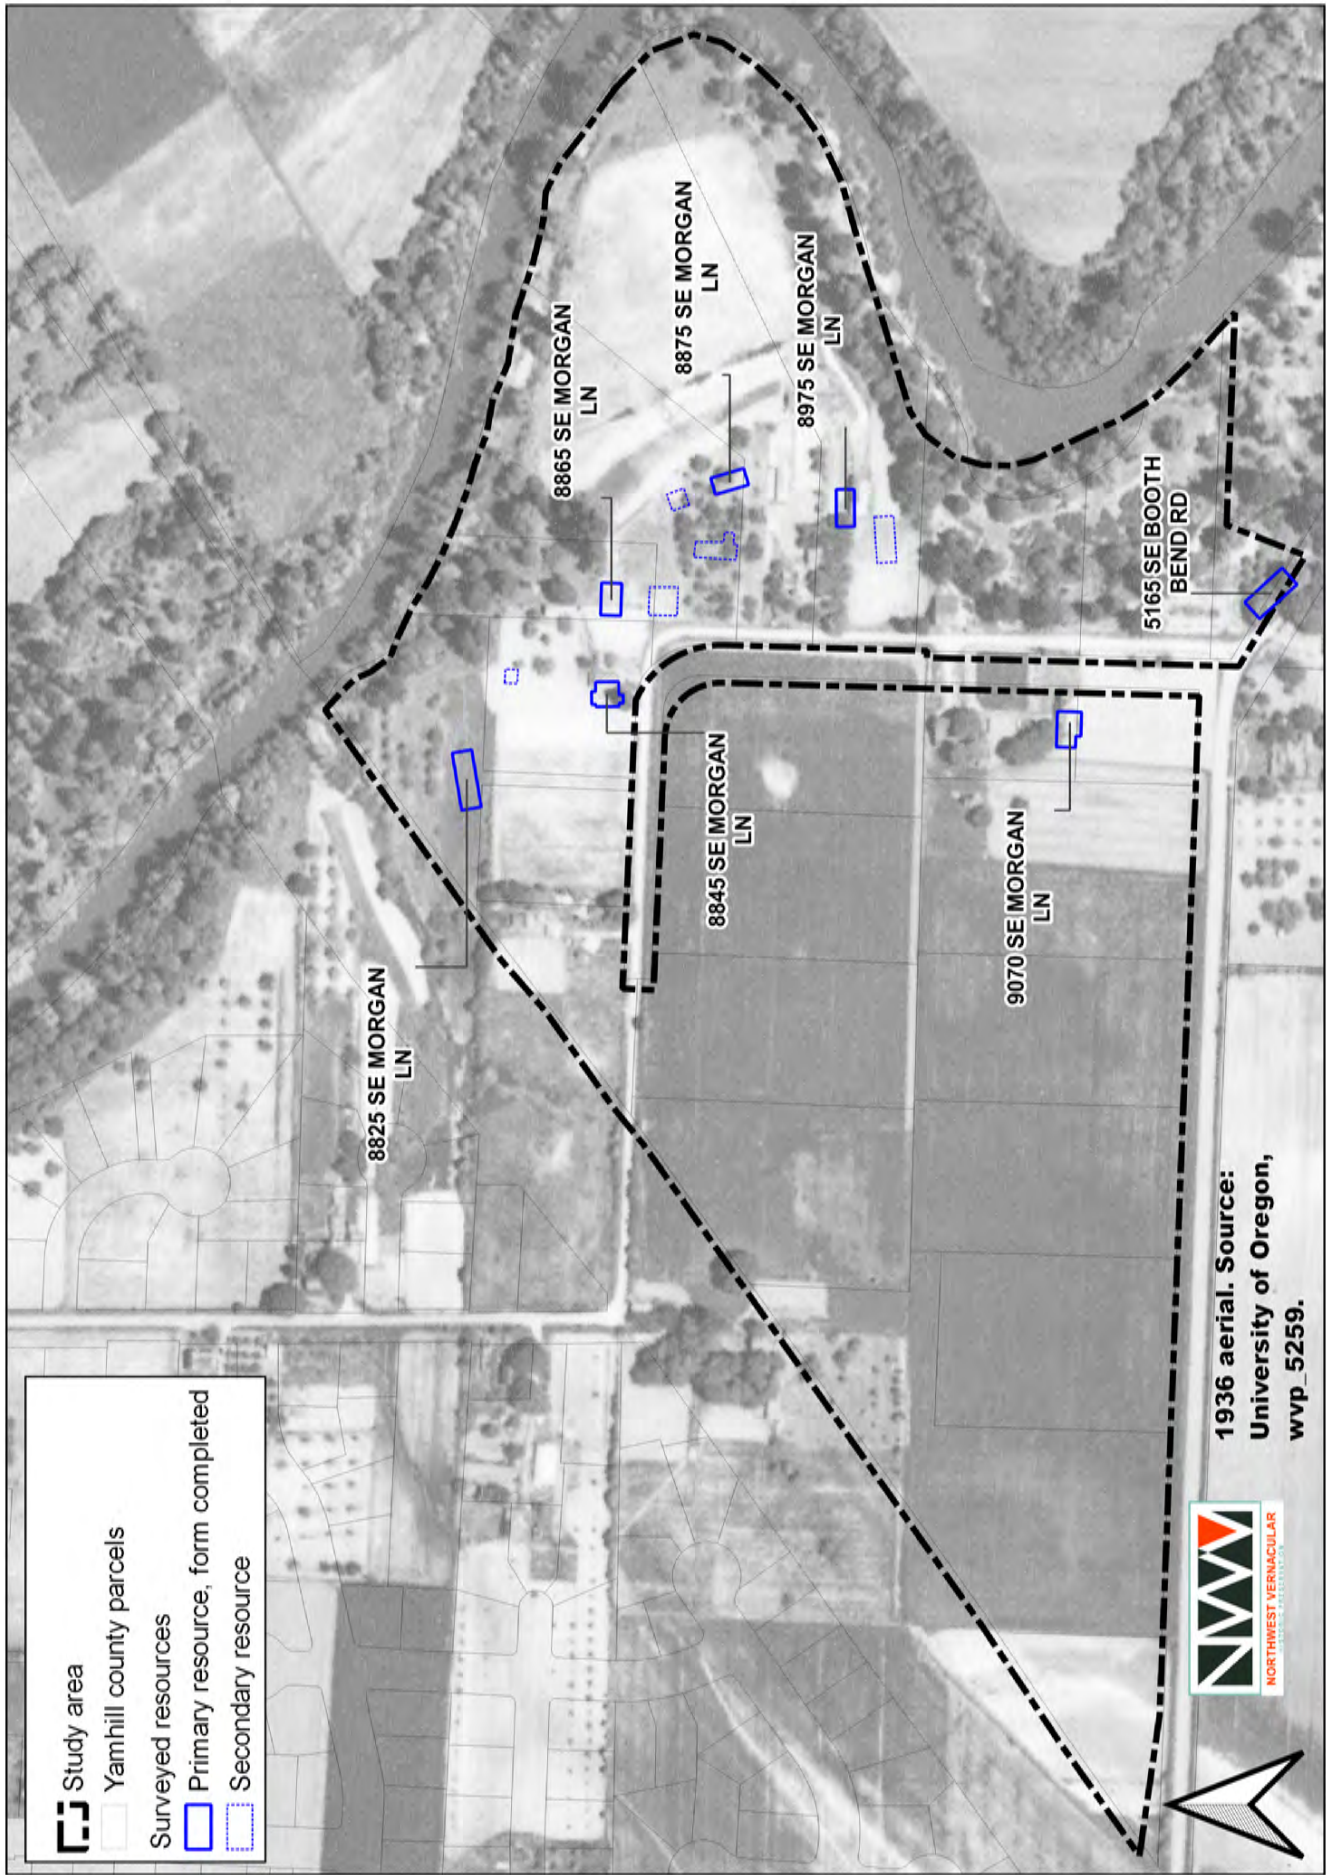 Study area
Yamhill county parcels
Surveyed resources
Primary resource, form completed
Secondary resource
8825 SE MORGAN
LN
8865 SE MORGAN
LN
8875 SE MORGAN
LN
8975 SE MORGAN
LN
8845 SE MORGAN
LN
9070 SE MORGAN
LN
5165 SE BOOTH
BEND RD
1936 aerial. Source:
University of Oregon,
wvp_5259.
NWV
NORTHWEST VERNACULAR